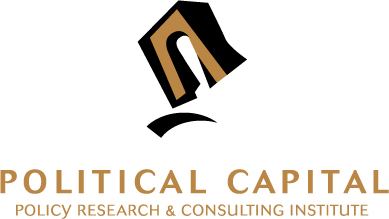 POLITICAL CAPITAL
POLICY RESEARCH & CONSULTING INSTITUTE